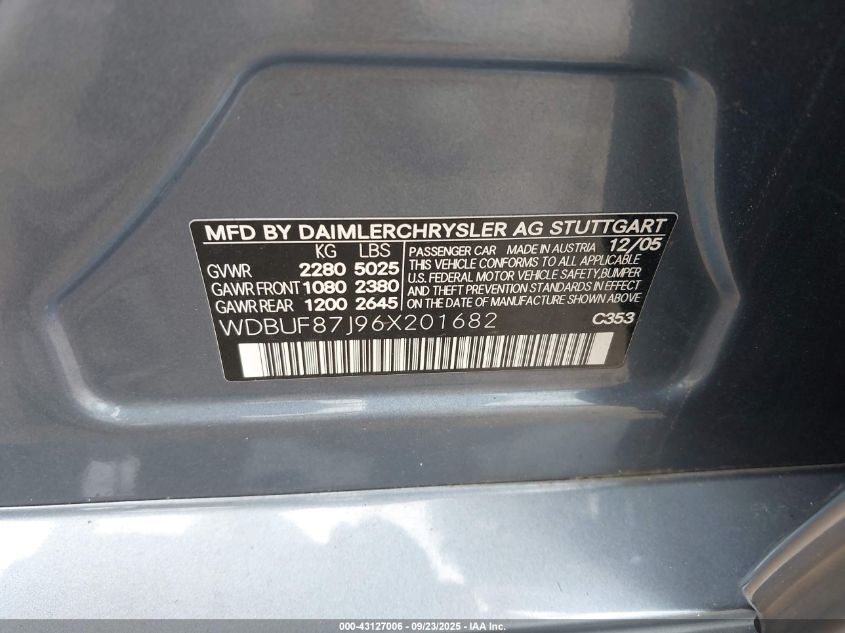 MFD BY DAIMLERCHRYSLER AG STUTTGART
KG LBS PASSENGER CAR MADE IN AUSTRIA 12/05
GVWR 2280 5025 THIS VEHICLE CONFORMS TO ALL APPLICABLE
GAWR FRONT 1080 2380 U.S. FEDERAL MOTOR VEHICLE SAFETY,BUMPER
GAWR REAR 1200 2645 AND THEFT PREVENTION STANDARDS IN EFFECT
ON THE DATE OF MANUFACTURE SHOWN ABOVE.
WDBUF87J96X201682 C353
000-43127006 - 09/23/2025 - IAA Inc.